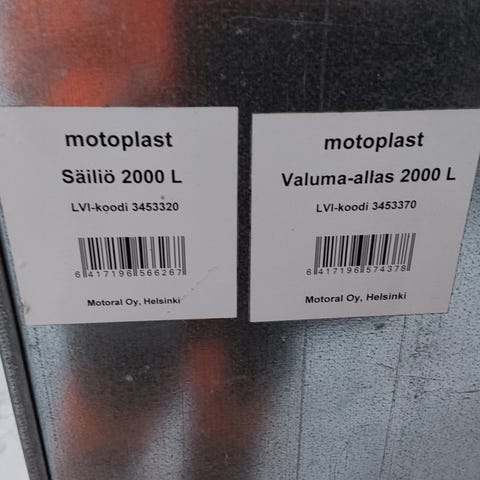 motoplast
Säiliö 2000 L
LVI-koodi 3453320
6 417196 566267
Motoral Oy, Helsinki
motoplast
Valuma-allas 2000 L
LVI-koodi 3453370
6 417196 574378
Motoral Oy, Helsinki